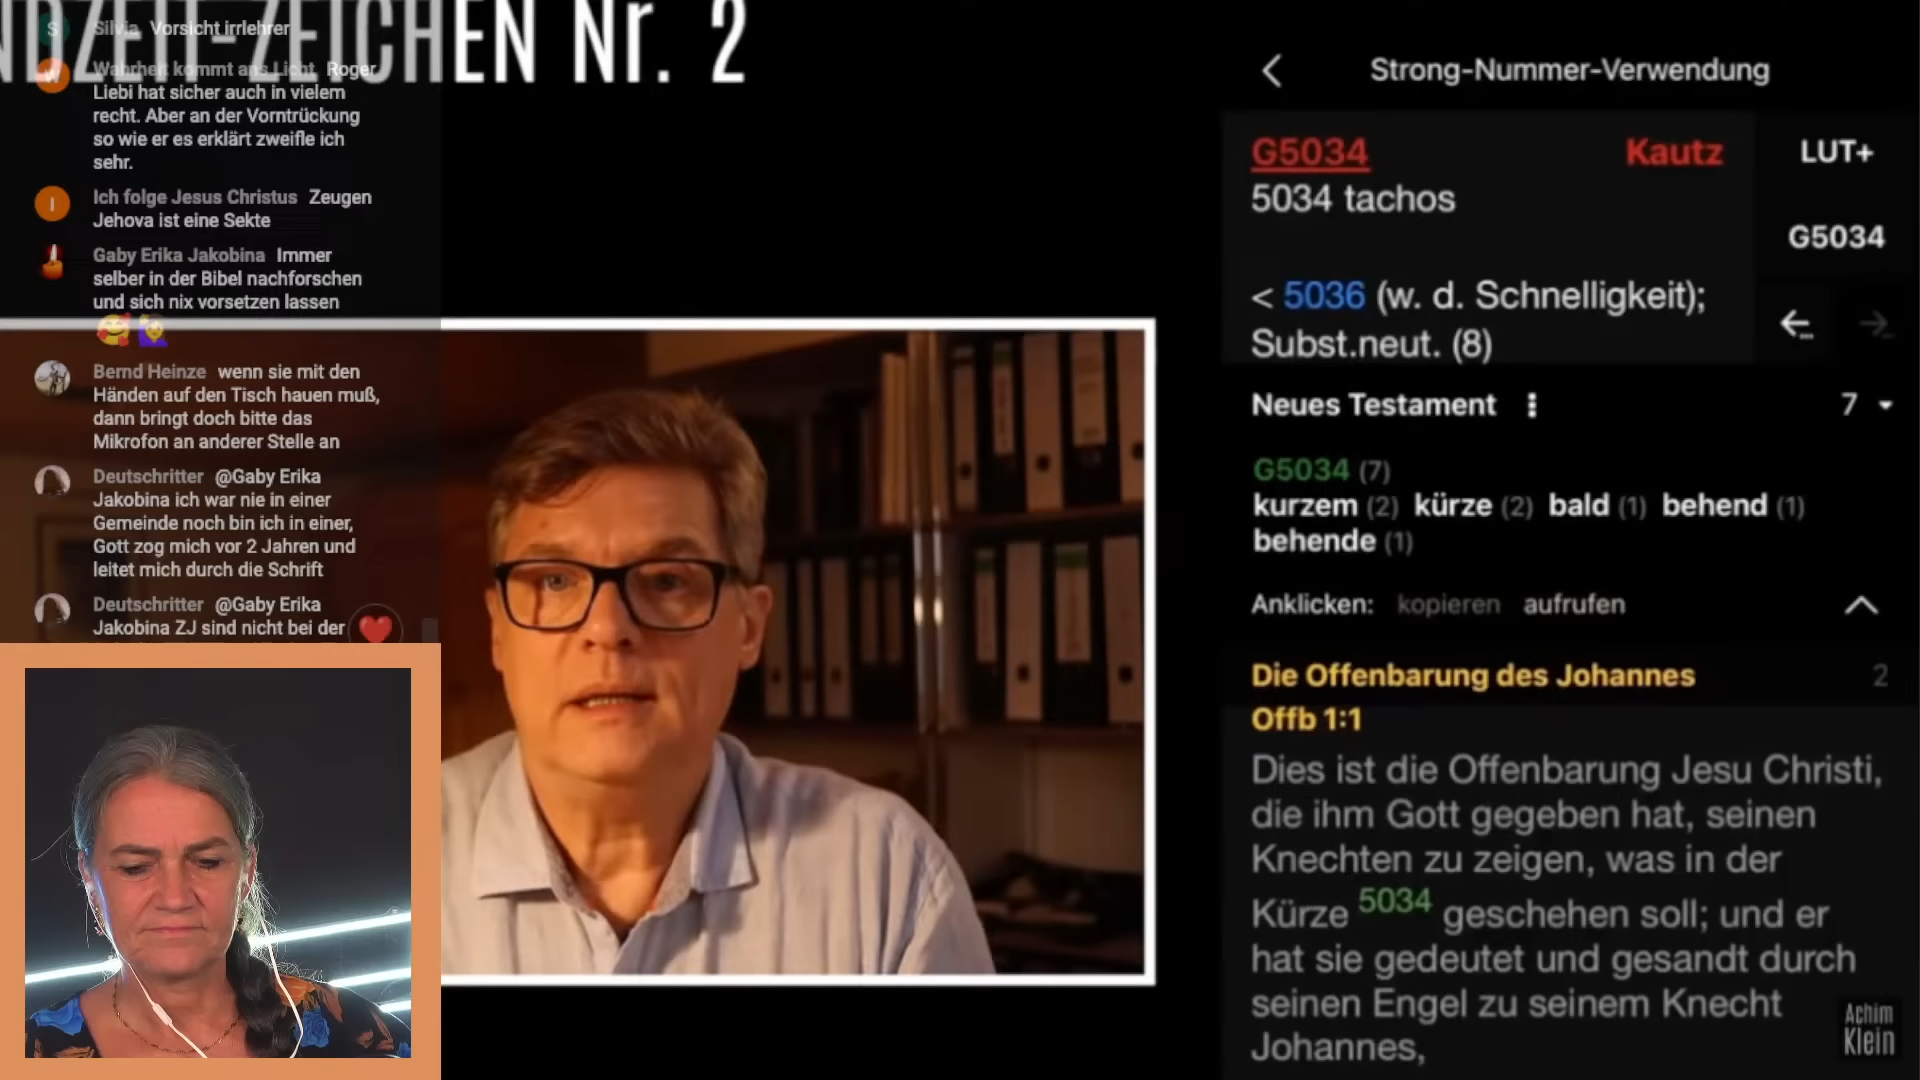 NDZEIT-ZEICHEN Nr. 2
S
Silvia Vorsicht irrlehrer
W
Wahrheit kommt ans Licht Roger
Liebi hat sicher auch in vielem
recht. Aber an der Vorntrückung
so wie er es erklärt zweifle ich
sehr.
I
Ich folge Jesus Christus Zeugen
Jehova ist eine Sekte
Gaby Erika Jakobina Immer
selber in der Bibel nachforschen
und sich nix vorsetzen lassen
🥰🙋‍♀️
Bernd Heinze wenn sie mit den
Händen auf den Tisch hauen muß,
dann bringt doch bitte das
Mikrofon an anderer Stelle an
Deutschritter @Gaby Erika
Jakobina ich war nie in einer
Gemeinde noch bin ich in einer,
Gott zog mich vor 2 Jahren und
leitet mich durch die Schrift
Deutschritter @Gaby Erika
Jakobina ZJ sind nicht bei der
Strong-Nummer-Verwendung
G5034 Kautz
LUT+
5034 tachos
G5034
< 5036 (w. d. Schnelligkeit);
Subst.neut. (8)
Neues Testament 7
G5034 (7)
kurzem (2) kürze (2) bald (1) behend (1)
behende (1)
Anklicken: kopieren aufrufen
Die Offenbarung des Johannes 2
Offb 1:1
Dies ist die Offenbarung Jesu Christi,
die ihm Gott gegeben hat, seinen
Knechten zu zeigen, was in der
Kürze 5034 geschehen soll; und er
hat sie gedeutet und gesandt durch
seinen Engel zu seinem Knecht
Johannes,
Achim
Klein